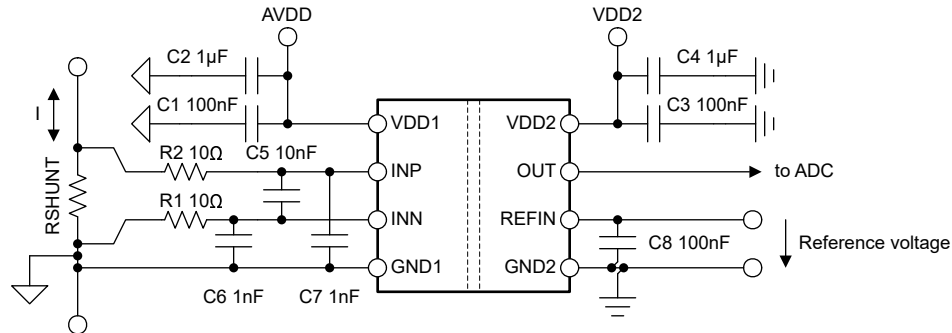 AVDD
VDD2
C2 1μF
C4 1μF
C1 100nF
C3 100nF
I
VDD1
VDD2
R2 10Ω
C5 10nF
INP
OUT
to ADC
RSHUNT
R1 10Ω
INN
REFIN
C8 100nF
Reference voltage
GND1
GND2
C6 1nF
C7 1nF